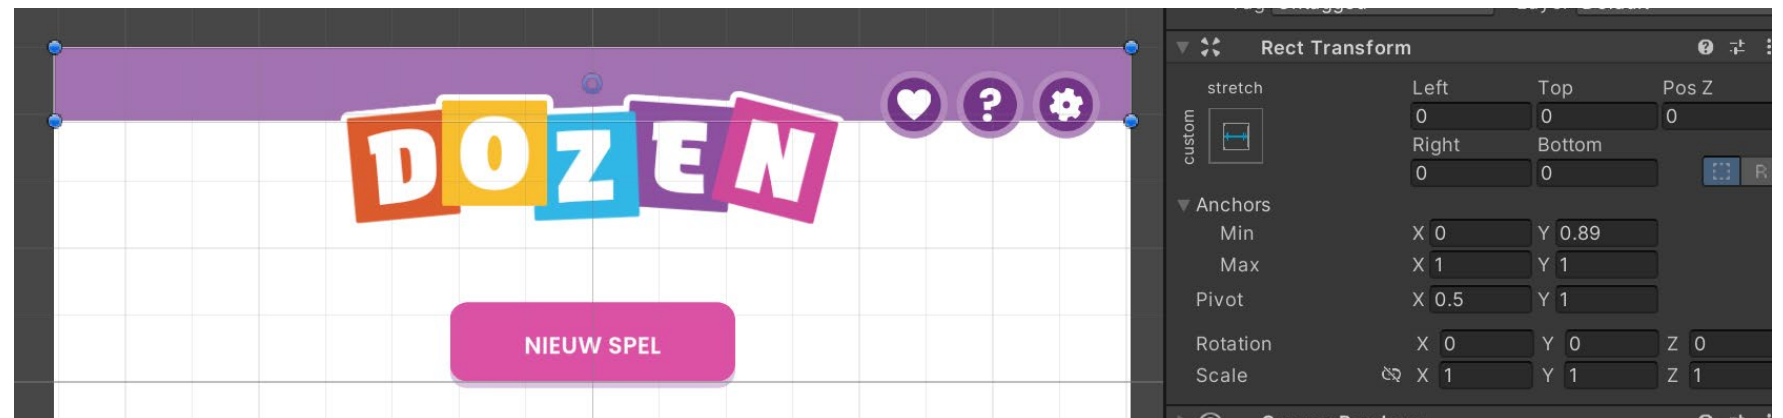 DOZEN
?
NIEUW SPEL
Rect Transform
stretch
Left Top Pos Z
0 0 0
custom
Right Bottom
0 0
R
Anchors
Min X 0 Y 0.89
Max X 1 Y 1
Pivot X 0.5 Y 1
Rotation X 0 Y 0 Z 0
Scale X 1 Y 1 Z 1